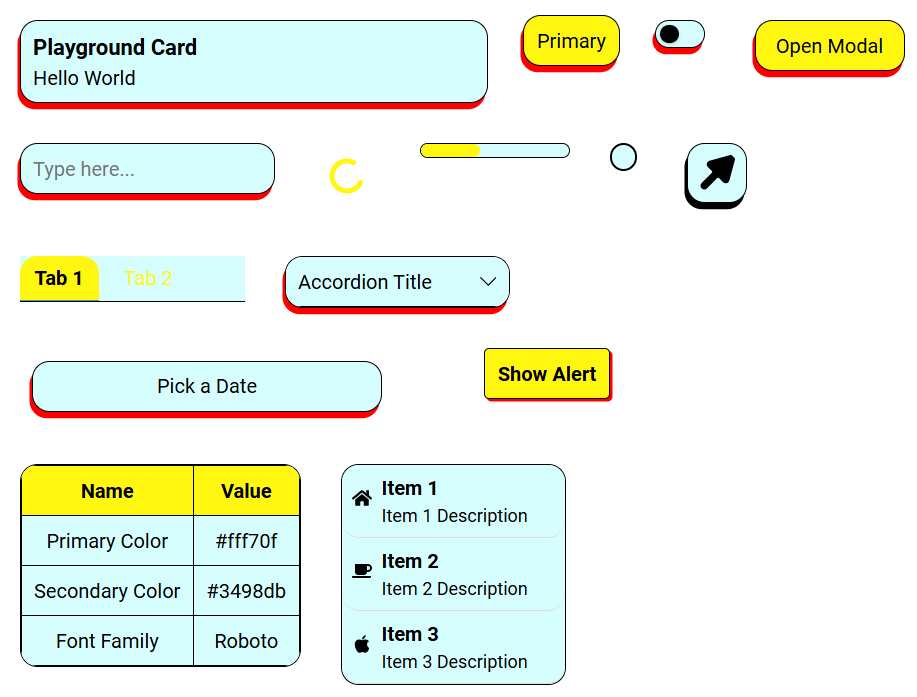 Playground Card
Hello World
Primary
Open Modal
Type here...
Tab 1 Tab 2
Accordion Title
Pick a Date
Show Alert
Name Value
Primary Color #fff70f
Secondary Color #3498db
Font Family Roboto
Item 1
Item 1 Description
Item 2
Item 2 Description
Item 3
Item 3 Description